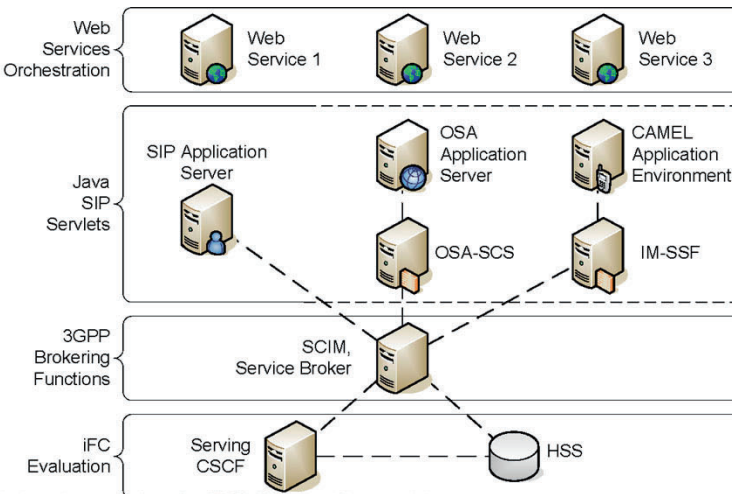 Web
Services
Orchestration
Web
Service 1
Web
Service 2
Web
Service 3
Java
SIP
Servlets
SIP Application
Server
OSA
Application
Server
CAMEL
Application
Environment
OSA-SCS
IM-SSF
3GPP
Brokering
Functions
SCIM,
Service Broker
iFC
Evaluation
Serving
CSCF
HSS